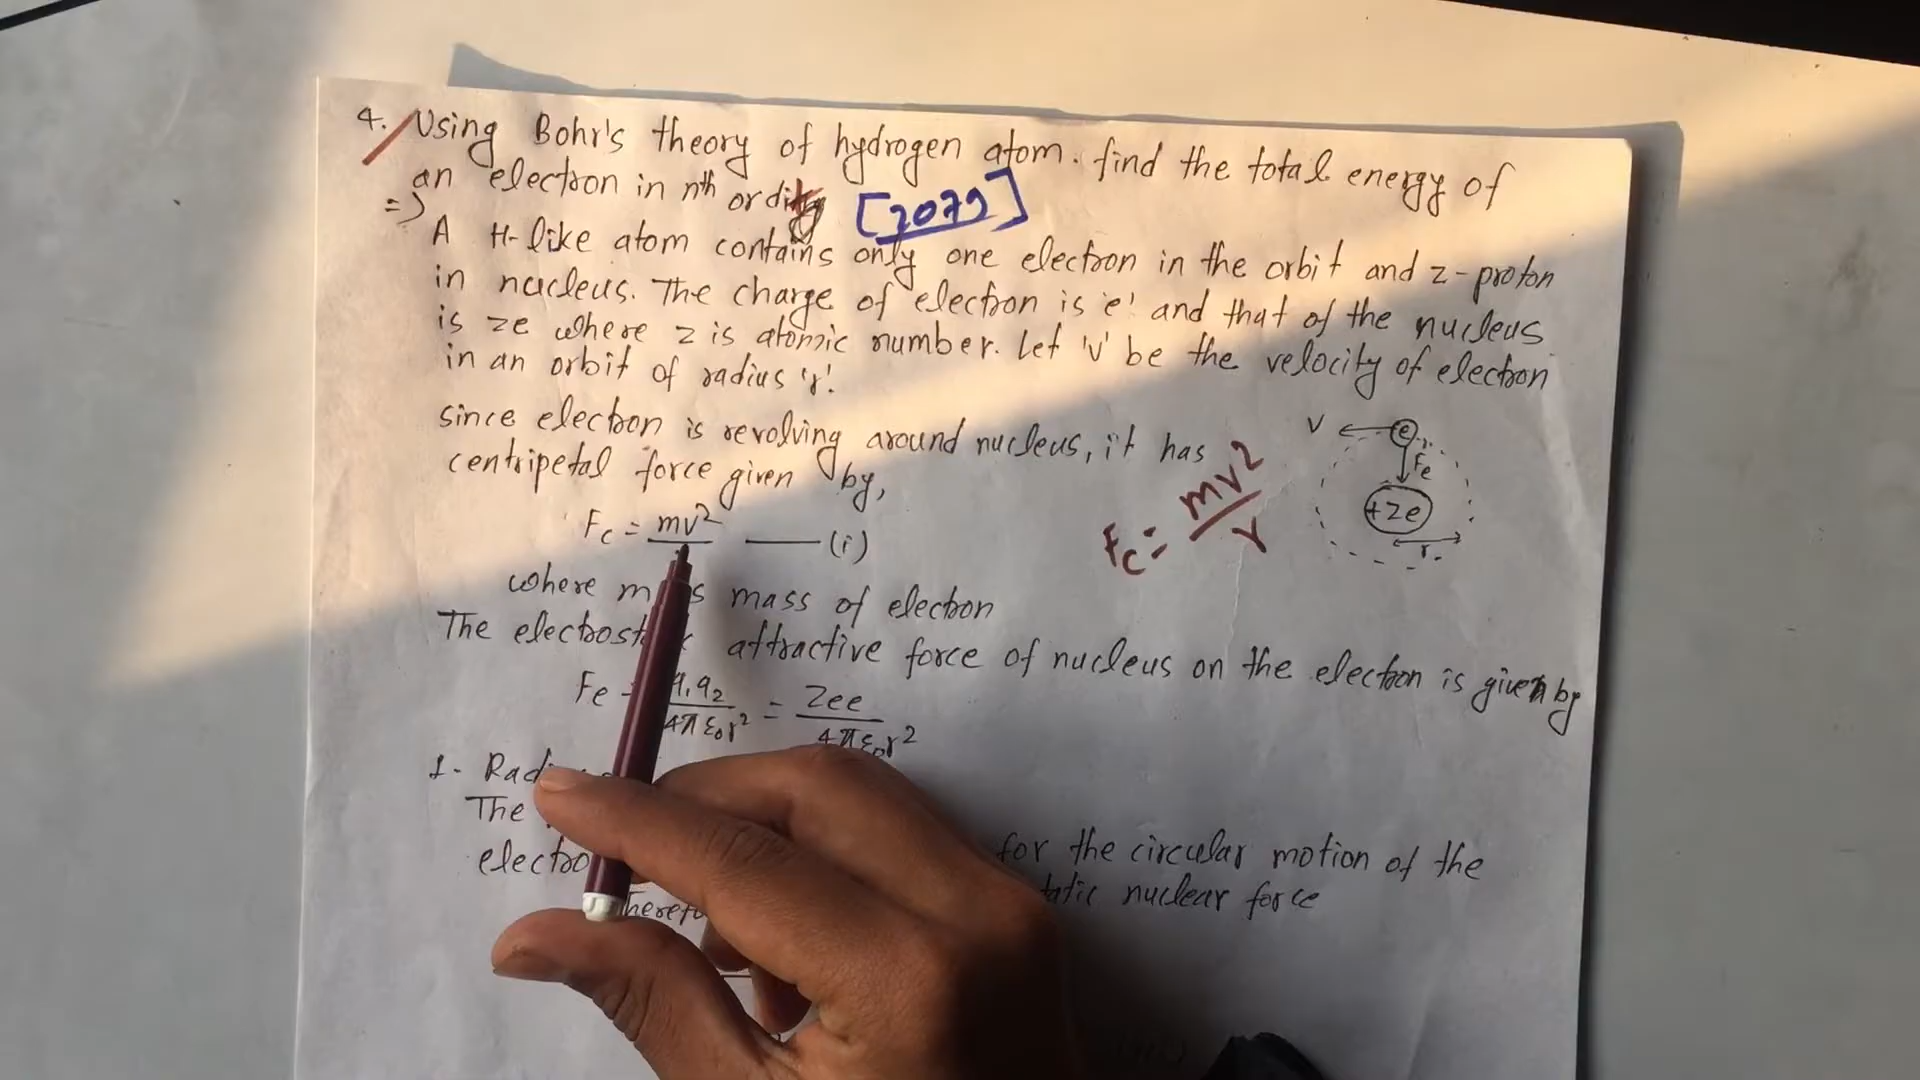 4. Using Bohr's theory of hydrogen atom. find the total energy of
an electron in nth
[2079]
=>
A H-like atom contains only one electron in the orbit and z-proton
in nucleus. The charge of electron is 'e' and that of the nucleus
is ze where z is atomic number. Let 'v' be the velocity of electron
in an orbit of radius 'r'.
since electron is revolving around nucleus, it has
centripetal force given by,
Fc = mv² —— (i)
Fc = mv²/r
V
e
r
Fe
+Ze
r
where m is mass of electron
The attractive force of nucleus on the electron is given by
Fe = q1q2/4πε₀r² = Zee/4πε₀r²
1.
The
for the circular motion of the
nuclear force